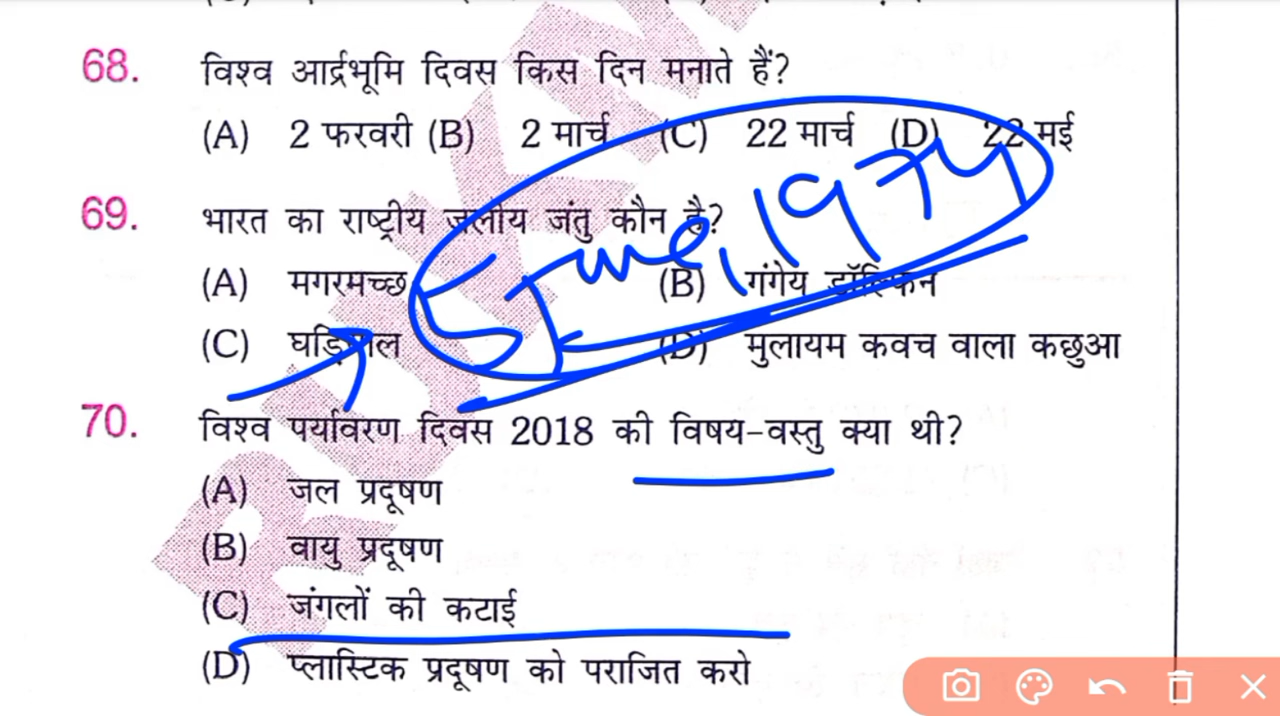 68. विश्व आर्द्रभूमि दिवस किस दिन मनाते हैं?
(A) 2 फरवरी (B) 2 मार्च (C) 22 मार्च (D) 22 मई
69. भारत का राष्ट्रीय जलीय जंतु कौन है?
5 June, 1974
(A) मगरमच्छ (B) गंगेय डॉल्फिन
(C) घड़ियाल (D) मुलायम कवच वाला कछुआ
70. विश्व पर्यावरण दिवस 2018 की विषय-वस्तु क्या थी?
(A) जल प्रदूषण
(B) वायु प्रदूषण
(C) जंगलों की कटाई
(D) प्लास्टिक प्रदूषण को पराजित करो